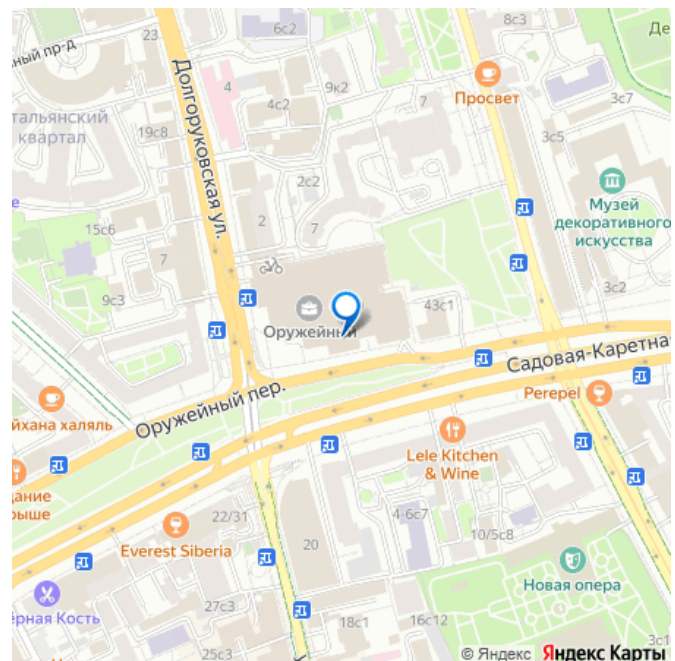 8с3
Де
6с2
ный пр-д
23
4
9к2
Просвет
4с2
7
3с7
тальянский
квартал
19с8
Долгоруковская ул.
3с5
2с2
Музей
декоративного
искусства
е
15с6
2
7
7
9с3
3с2
43с1
Оружейный
Садовая-Каретна
Оружейный пер.
Perepel
йхана халяль
Lele Kitchen
& Wine
дание
рыше
22/31
4-6с7
10/5с8
Everest Siberia
20
Новая опера
ёрная Кость
27с3
18с1
16с12
3с1
© Яндекс Яндекс Карты